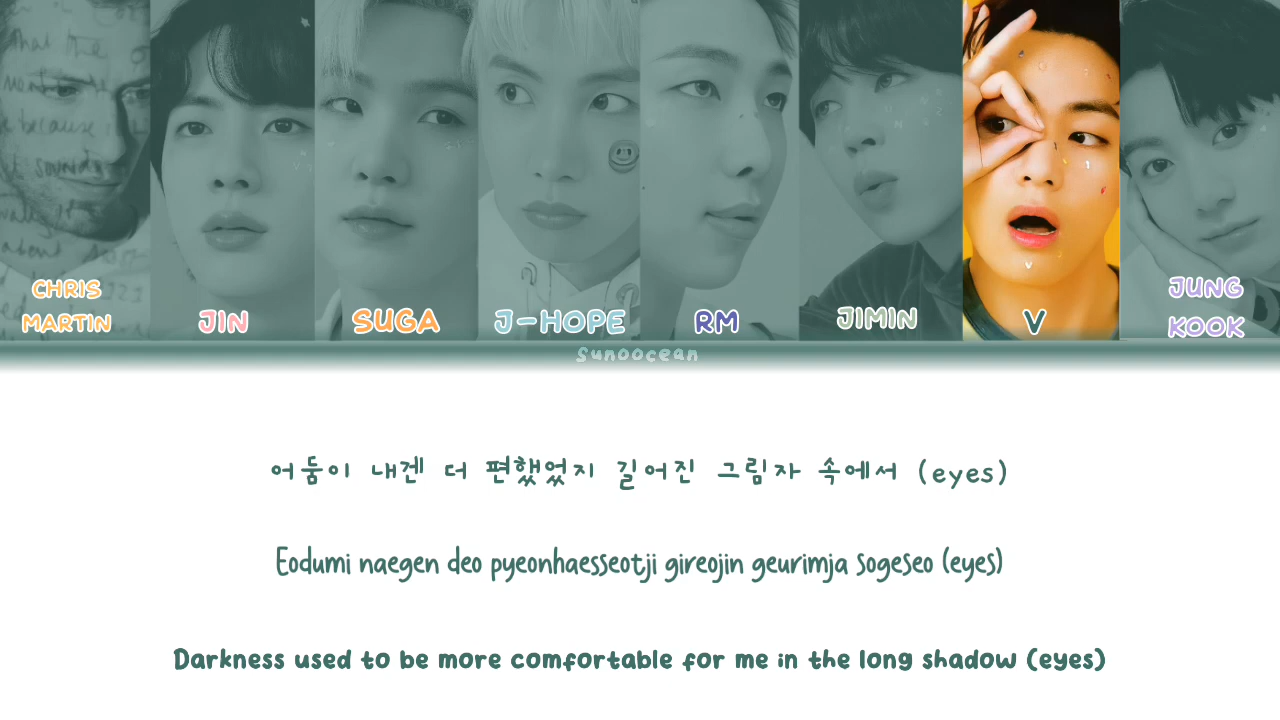 CHRIS
MARTIN
JIN
SUGA
J-HOPE
RM
JIMIN
V
JUNG
KOOK
Sunoocean
어둠이 내겐 더 편했었지 길어진 그림자 속에서 (eyes)
Eodumi naegen deo pyeonhaesseotji gireojin geurimja sogeseo (eyes)
Darkness used to be more comfortable for me in the long shadow (eyes)